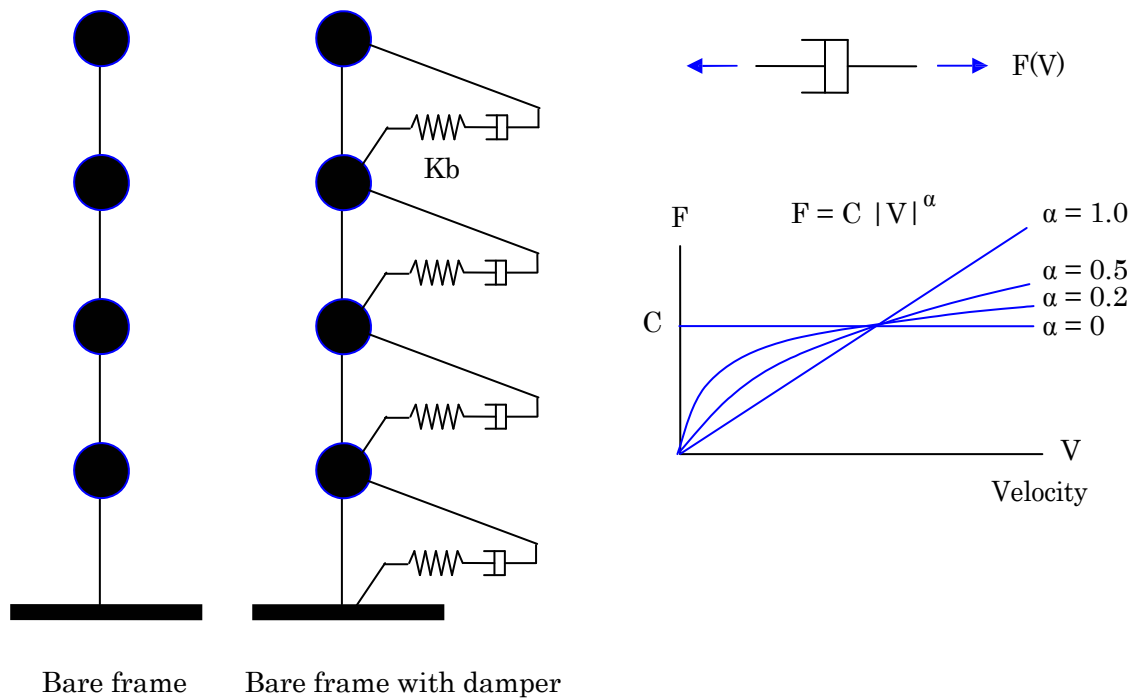 Kb
Bare frame
Bare frame with damper
F(V)
F = C |V|^α
F
C
α = 1.0
α = 0.5
α = 0.2
α = 0
V
Velocity